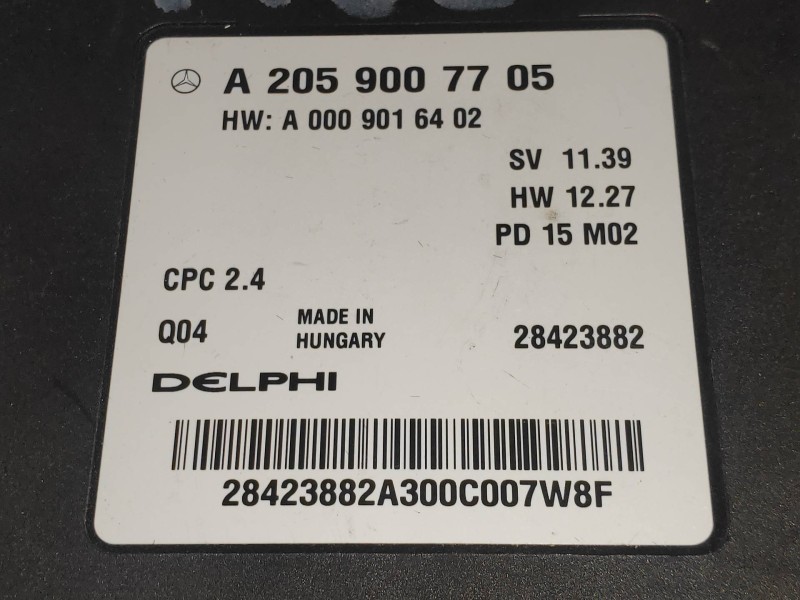 A 205 900 77 05
HW: A 000 901 64 02
SV 11.39
HW 12.27
PD 15 M02
CPC 2.4
Q04
MADE IN
HUNGARY
28423882
DELPHI
28423882A300C007W8F